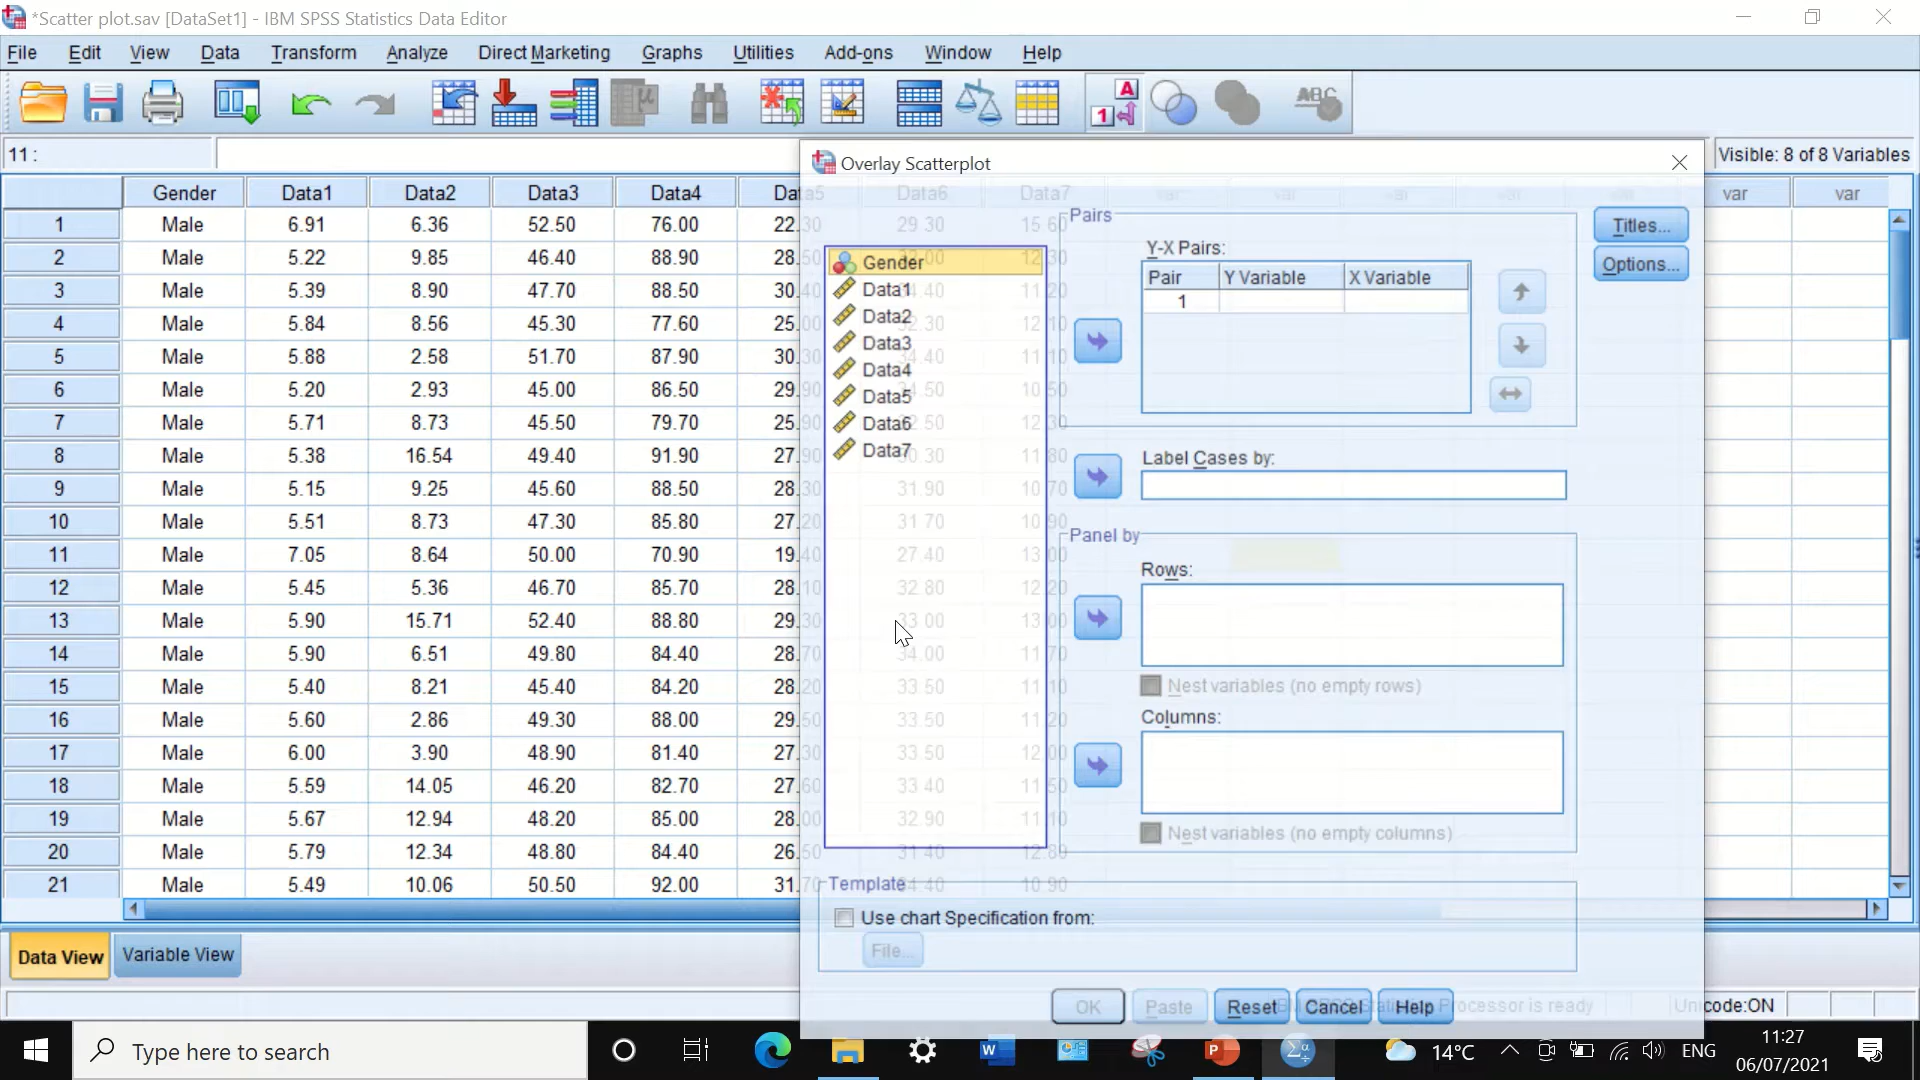 *Scatter plot.sav [DataSet1] - IBM SPSS Statistics Data Editor
File Edit View Data Transform Analyze Direct Marketing Graphs Utilities Add-ons Window Help
11 :
Visible: 8 of 8 Variables
Gender Data1 Data2 Data3 Data4 Data5 Data6 Data7 var var
1 Male 6.91 6.36 52.50 76.00
2 Male 5.22 9.85 46.40 88.90
3 Male 5.39 8.90 47.70 88.50
4 Male 5.84 8.56 45.30 77.60
5 Male 5.88 2.58 51.70 87.90
6 Male 5.20 2.93 45.00 86.50
7 Male 5.71 8.73 45.50 79.70
8 Male 5.38 16.54 49.40 91.90
9 Male 5.15 9.25 45.60 88.50
10 Male 5.51 8.73 47.30 85.80
11 Male 7.05 8.64 50.00 70.90
12 Male 5.45 5.36 46.70 85.70
13 Male 5.90 15.71 52.40 88.80
14 Male 5.90 6.51 49.80 84.40
15 Male 5.40 8.21 45.40 84.20
16 Male 5.60 2.86 49.30 88.00
17 Male 6.00 3.90 48.90 81.40
18 Male 5.59 14.05 46.20 82.70
19 Male 5.67 12.94 48.20 85.00
20 Male 5.79 12.34 48.80 84.40
21 Male 5.49 10.06 50.50 92.00
Overlay Scatterplot
Gender
Data1
Data2
Data3
Data4
Data5
Data6
Data7
Pairs
Y-X Pairs:
Pair Y Variable X Variable
1
Titles...
Options...
Label Cases by:
Panel by
Rows:
Nest variables (no empty rows)
Columns:
Nest variables (no empty columns)
Template
Use chart Specification from:
File...
OK Paste Reset Cancel Help
Data View Variable View
Processor is ready
Unicode:ON
Type here to search
14°C
ENG
11:27
06/07/2021